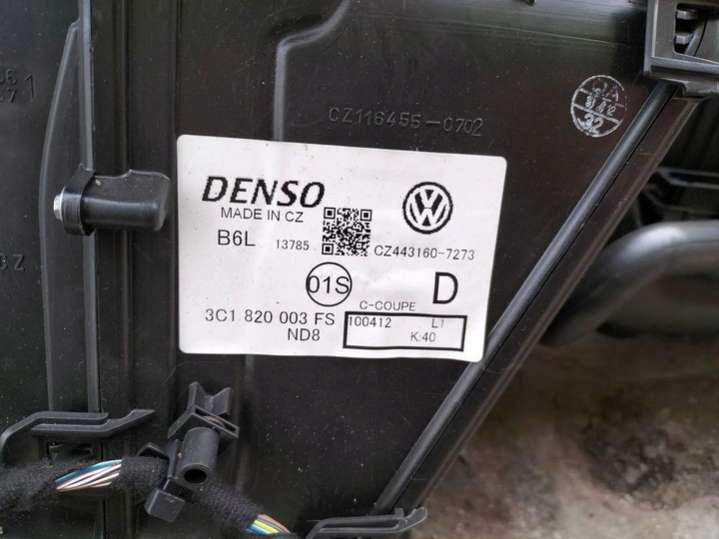 CZ116455-0702
32
DENSO
MADE IN CZ
B6L 13785 CZ443160-7273
01S
C-COUPE D
3C1 820 003 FS 100412 L1
ND8 K:40